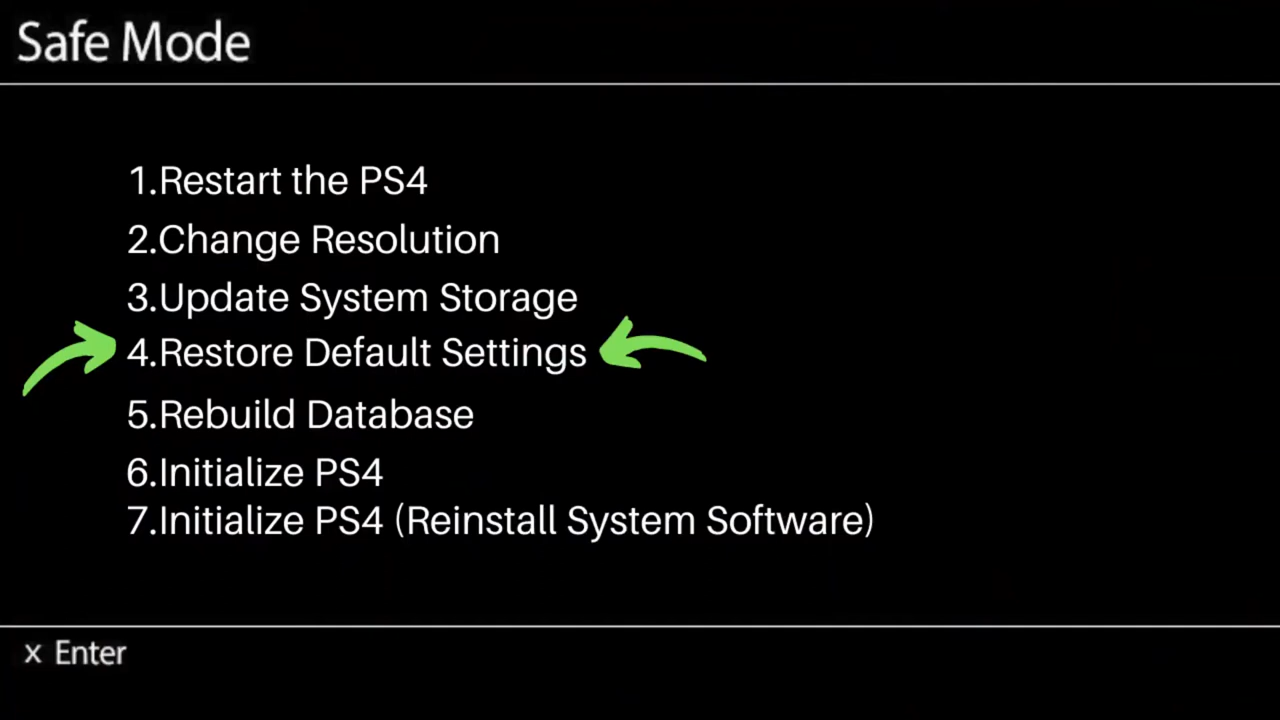 Safe Mode
1.Restart the PS4
2.Change Resolution
3.Update System Storage
4.Restore Default Settings
5.Rebuild Database
6.Initialize PS4
7.Initialize PS4 (Reinstall System Software)
x Enter